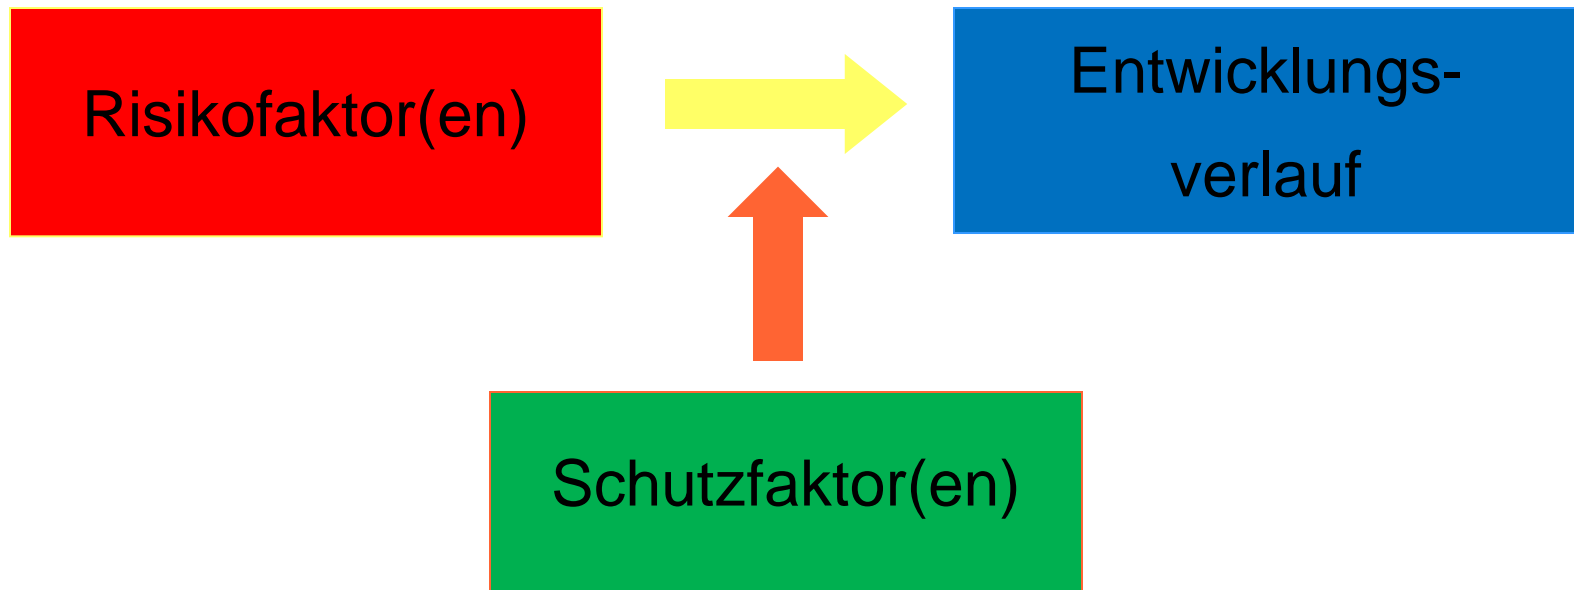 Risikofaktor(en)
Entwicklungs-
verlauf
Schutzfaktor(en)